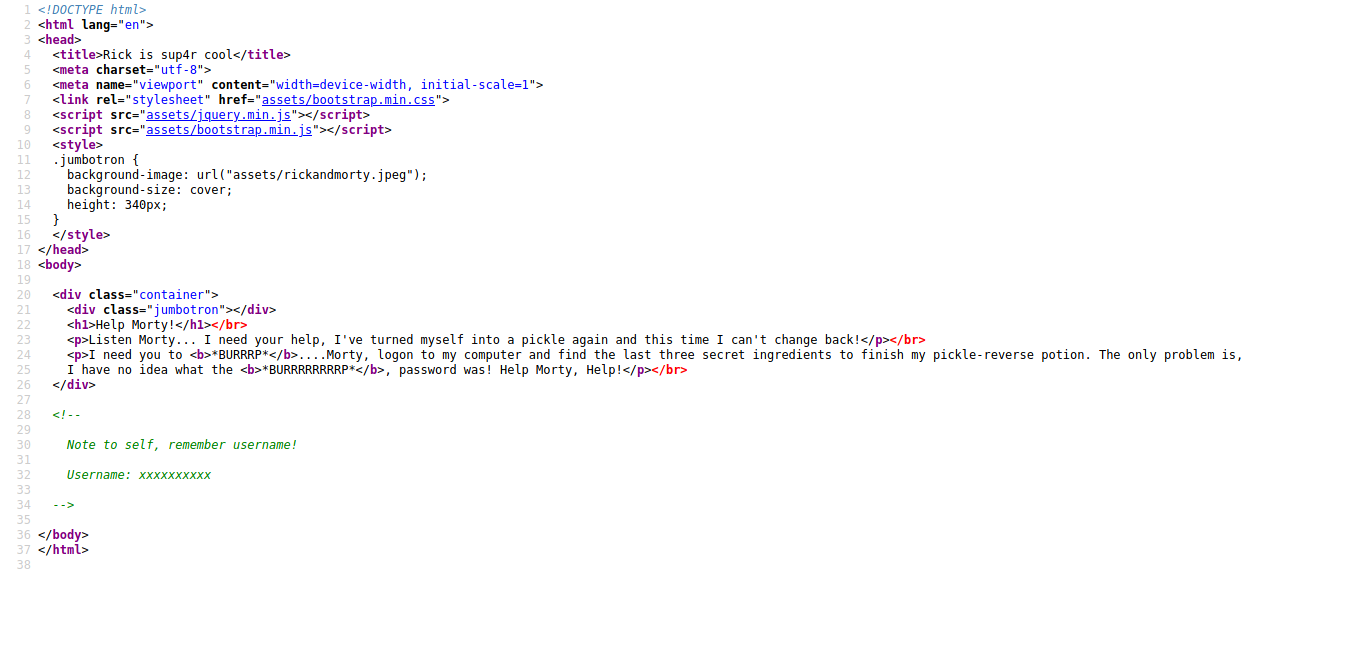 1 <!DOCTYPE html>
2 <html lang="en">
3 <head>
4   <title>Rick is sup4r cool</title>
5   <meta charset="utf-8">
6   <meta name="viewport" content="width=device-width, initial-scale=1">
7   <link rel="stylesheet" href="assets/bootstrap.min.css">
8   <script src="assets/jquery.min.js"></script>
9   <script src="assets/bootstrap.min.js"></script>
10   <style>
11   .jumbotron {
12     background-image: url("assets/rickandmorty.jpeg");
13     background-size: cover;
14     height: 340px;
15   }
16   </style>
17 </head>
18 <body>
19
20   <div class="container">
21     <div class="jumbotron"></div>
22     <h1>Help Morty!</h1></br>
23     <p>Listen Morty... I need your help, I've turned myself into a pickle again and this time I can't change back!</p></br>
24     <p>I need you to <b>*BURRRP*</b>....Morty, logon to my computer and find the last three secret ingredients to finish my pickle-reverse potion. The only problem is,
25     I have no idea what the <b>*BURRRRRRRRP*</b>, password was! Help Morty, Help!</p></br>
26   </div>
27
28   <!--
29
30     Note to self, remember username!
31
32     Username: xxxxxxxxxx
33
34   -->
35
36 </body>
37 </html>
38